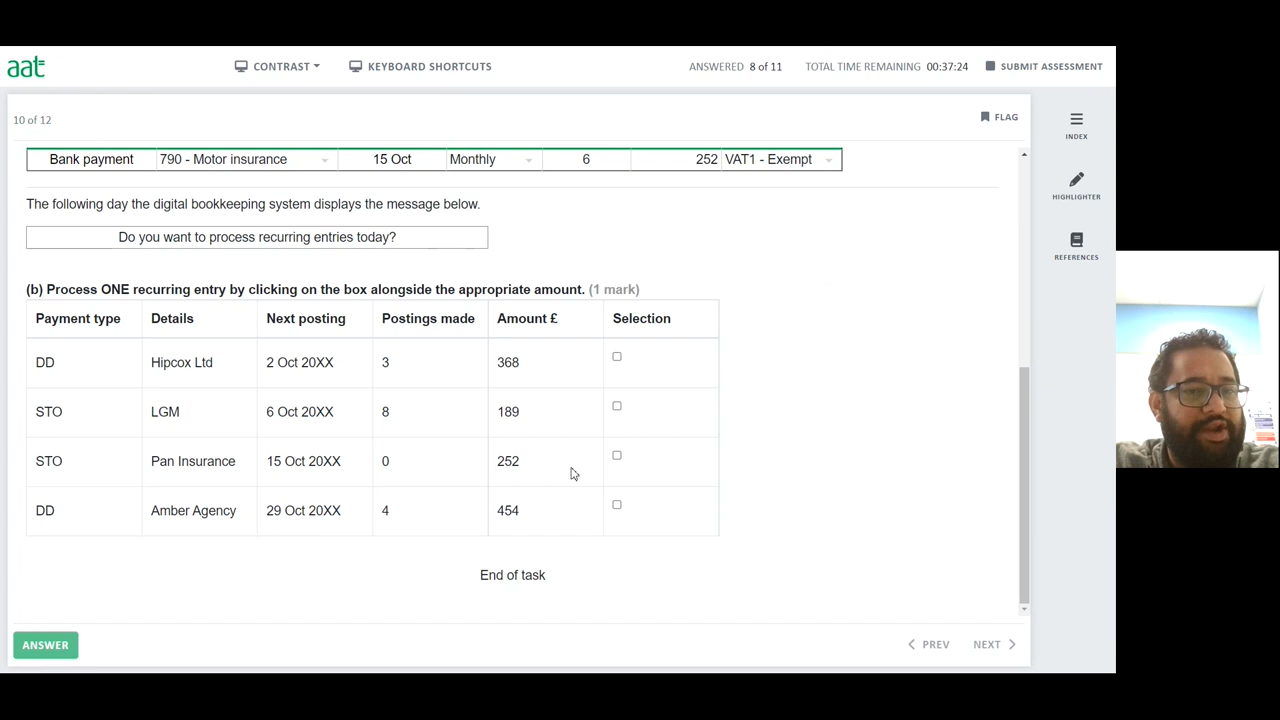 aat
CONTRAST
KEYBOARD SHORTCUTS
ANSWERED 8 of 11
TOTAL TIME REMAINING 00:37:24
SUBMIT ASSESSMENT
10 of 12
FLAG
INDEX
HIGHLIGHTER
REFERENCES
Bank payment 790 - Motor insurance 15 Oct Monthly 6 252 VAT1 - Exempt
The following day the digital bookkeeping system displays the message below.
Do you want to process recurring entries today?
(b) Process ONE recurring entry by clicking on the box alongside the appropriate amount. (1 mark)
Payment type Details Next posting Postings made Amount £ Selection
DD Hipcox Ltd 2 Oct 20XX 3 368
STO LGM 6 Oct 20XX 8 189
STO Pan Insurance 15 Oct 20XX 0 252
DD Amber Agency 29 Oct 20XX 4 454
End of task
ANSWER
PREV
NEXT